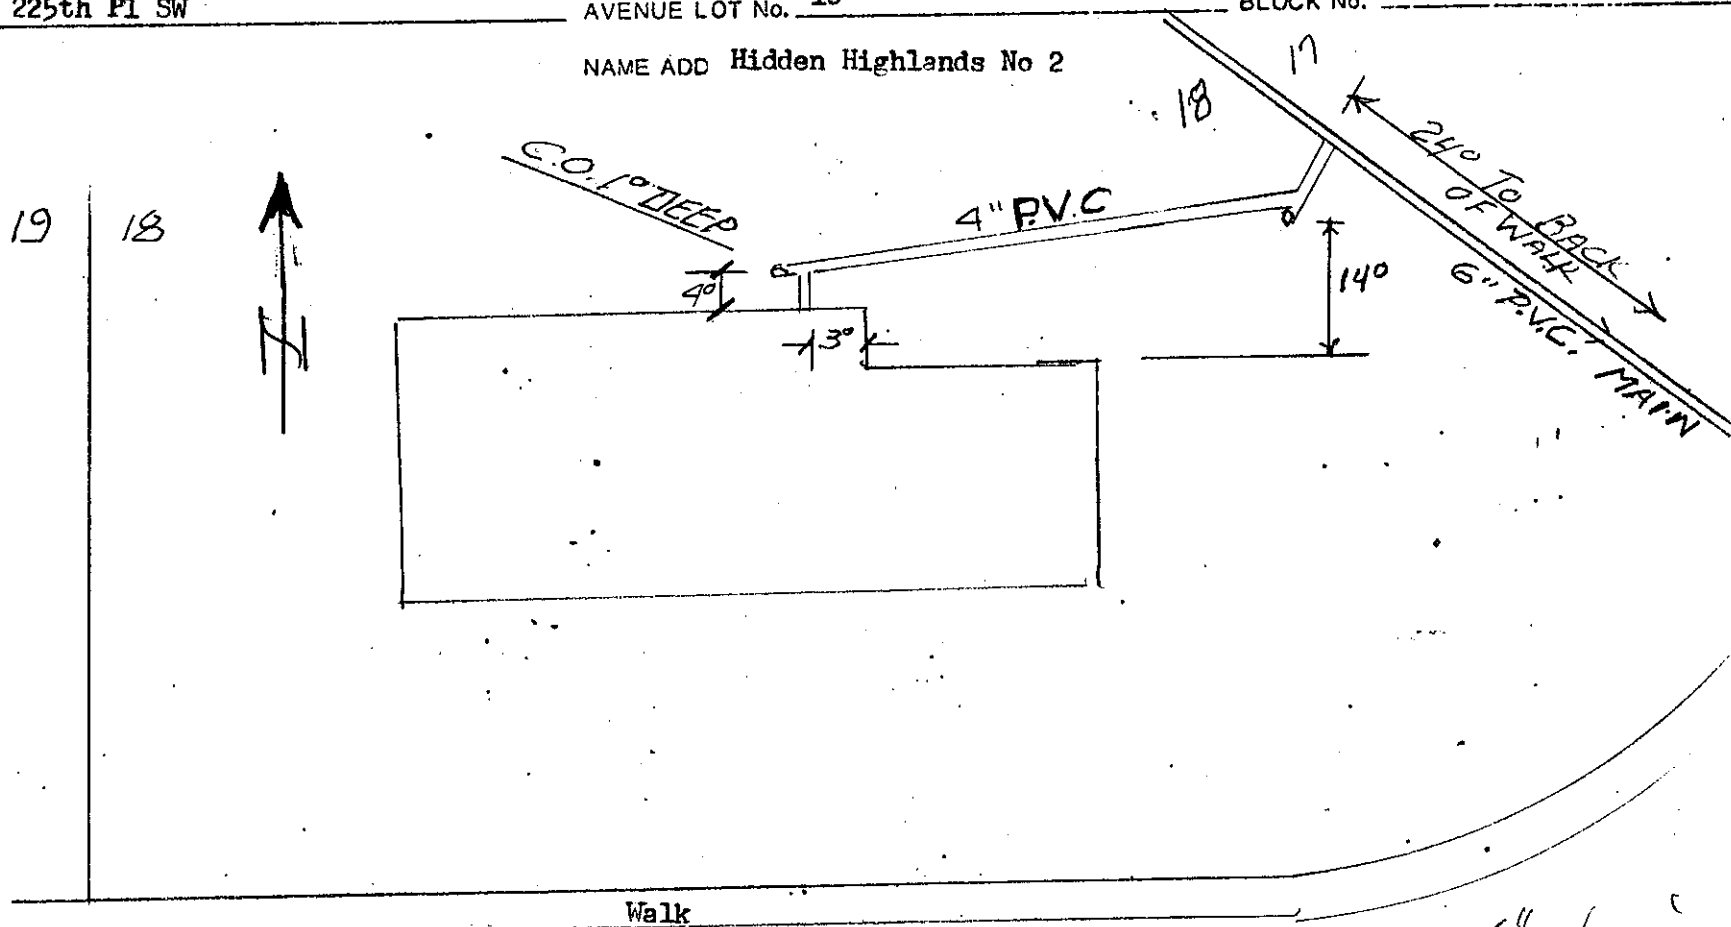 225th Pl SW AVENUE LOT No. BLOCK No.
NAME ADD Hidden Highlands No 2
17
18
24° TO BACK
OF WALK
C.O. 1° DEEP
4" P.V.C
19 18
N
4°
14°
6" P.V.C. MAIN
3°
Walk